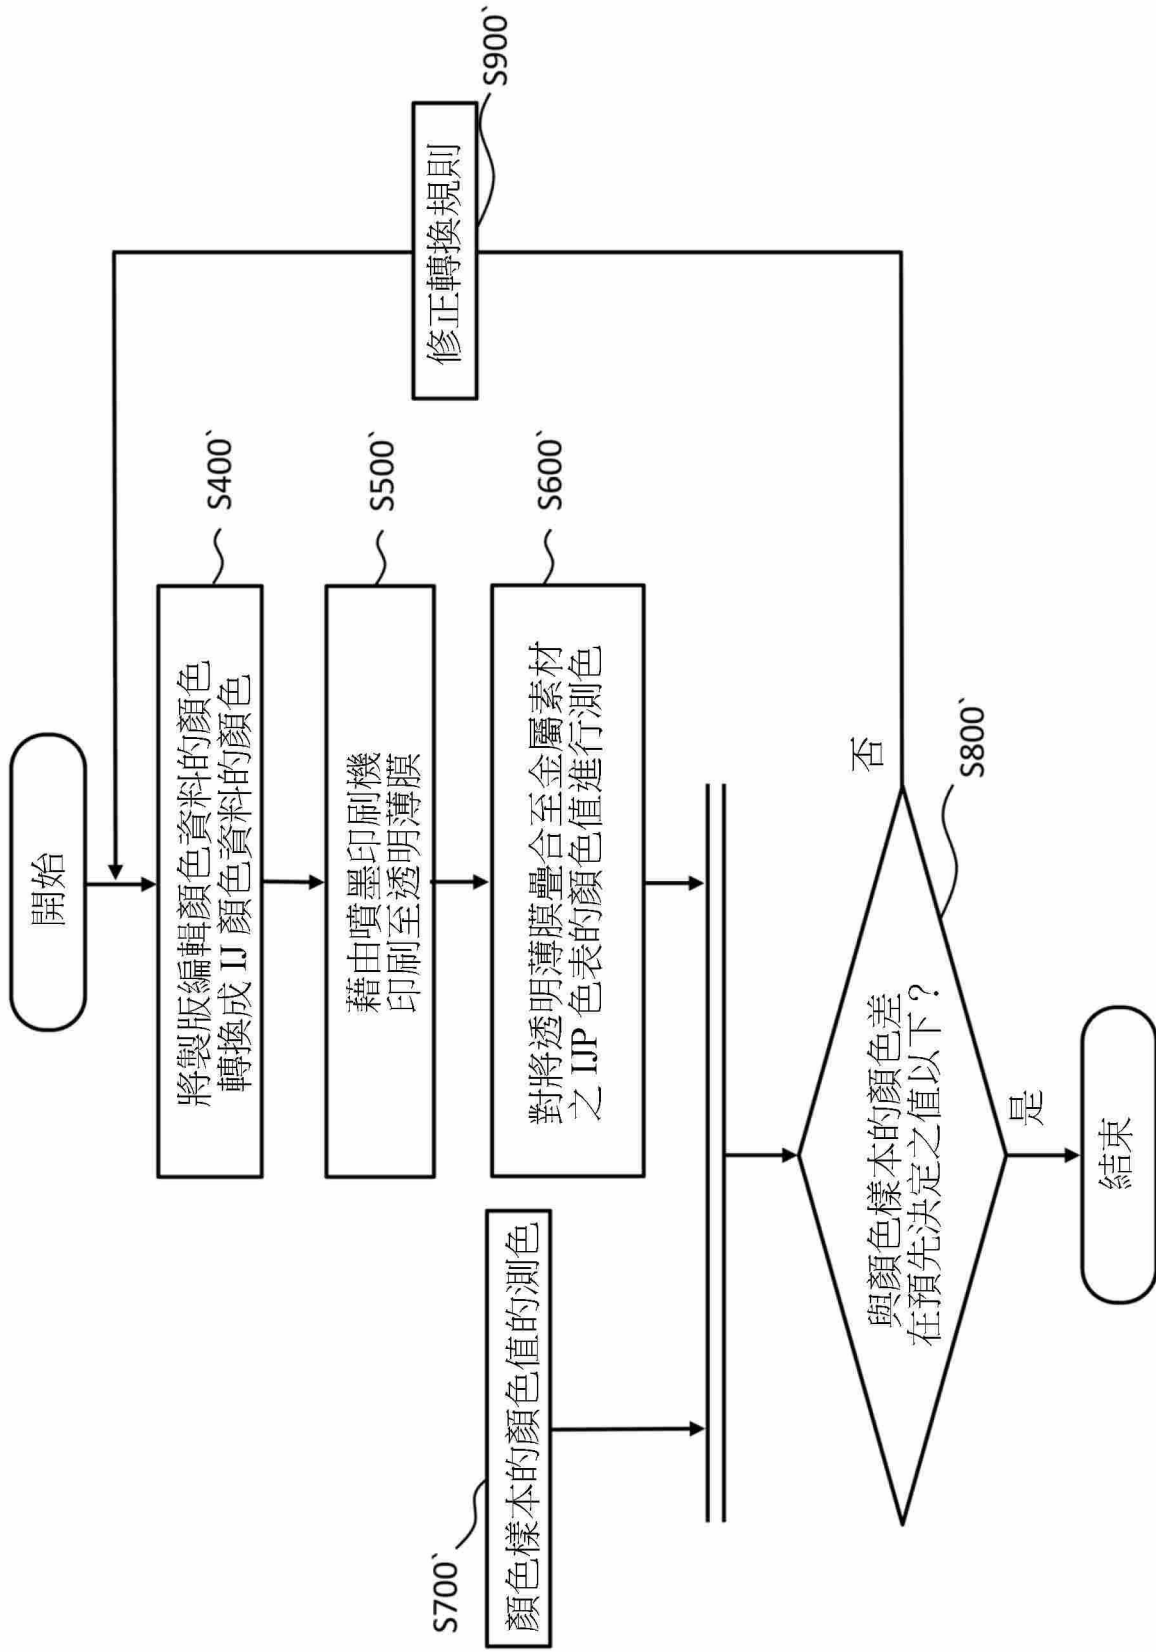 開始
S400`
將製版編輯顏色資料的顏色
轉換成 IJ 顏色資料的顏色
S500`
藉由噴墨印刷機
印刷至透明薄膜
S600`
對將透明薄膜疊合至金屬素材
之 IJP 色表的顏色值進行測色
S700`
顏色樣本的顏色值的測色
S900`
修正轉換規則
S800`
與顏色樣本的顏色差
在預先決定之值以下？
否
是
結束